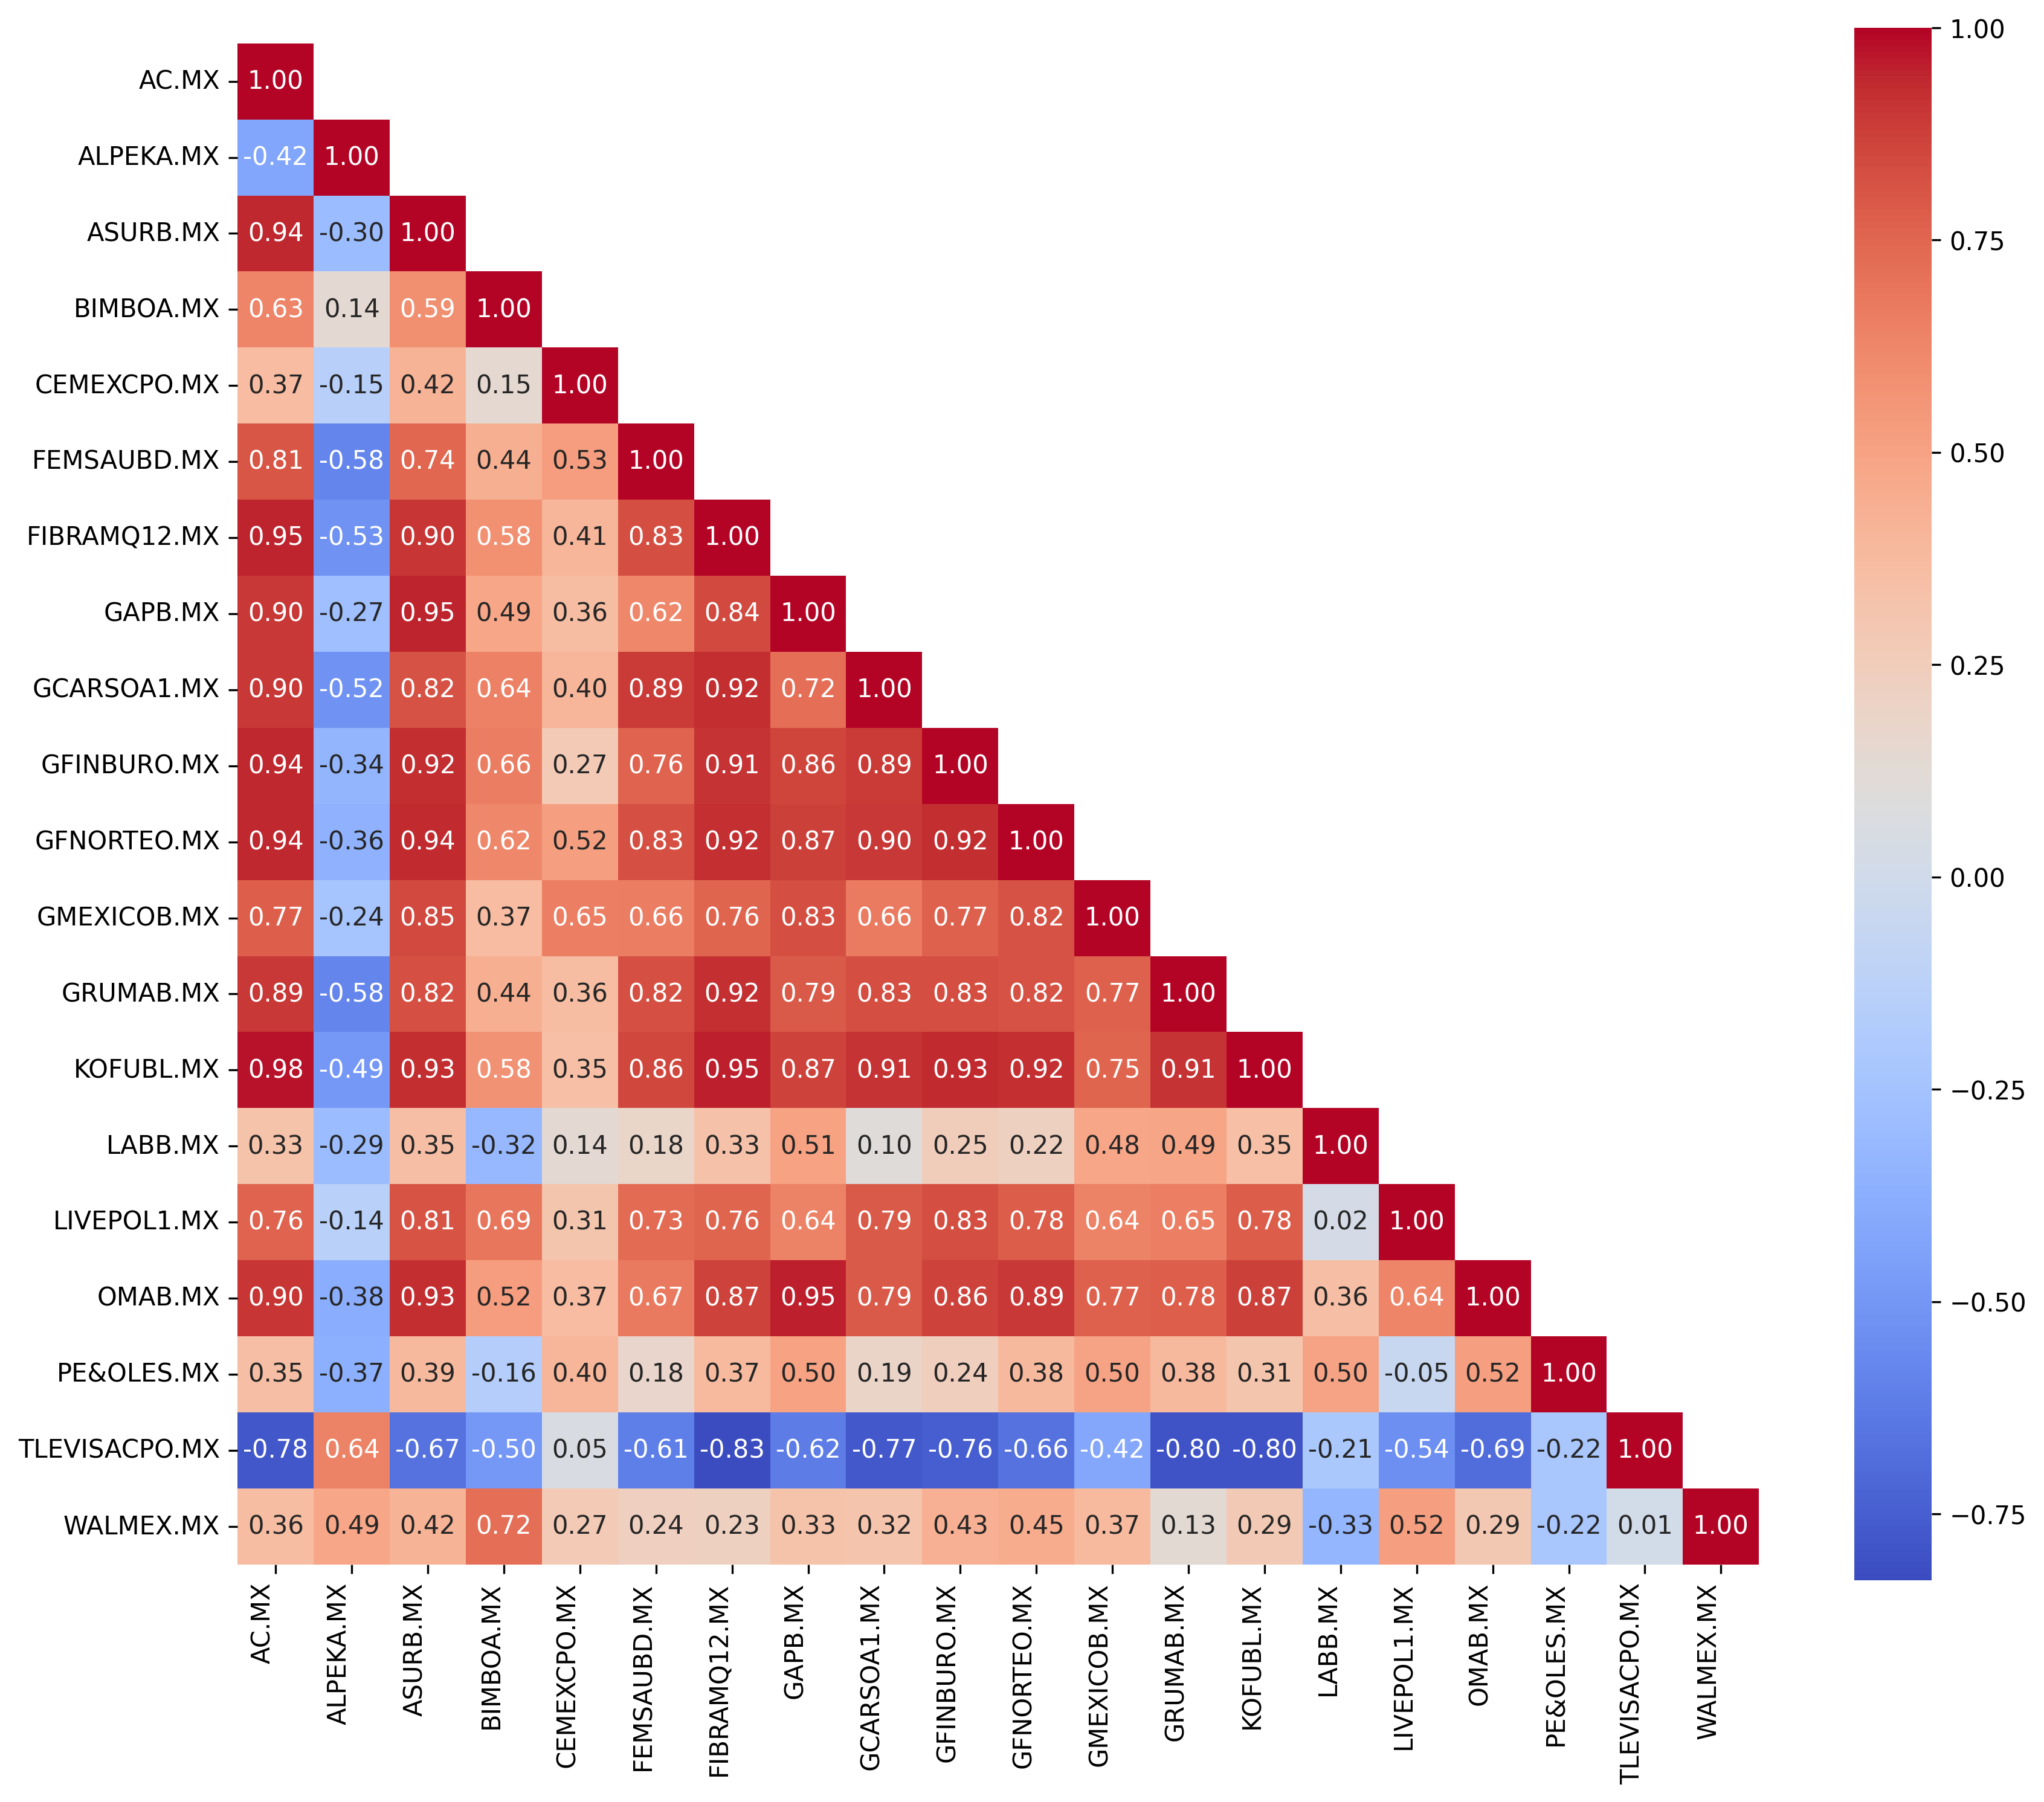 AC.MX 1.00
ALPEKA.MX -0.42 1.00
ASURB.MX 0.94 -0.30 1.00
BIMBOA.MX 0.63 0.14 0.59 1.00
CEMEXCPO.MX 0.37 -0.15 0.42 0.15 1.00
FEMSAUBD.MX 0.81 -0.58 0.74 0.44 0.53 1.00
FIBRAMQ12.MX 0.95 -0.53 0.90 0.58 0.41 0.83 1.00
GAPB.MX 0.90 -0.27 0.95 0.49 0.36 0.62 0.84 1.00
GCARSOA1.MX 0.90 -0.52 0.82 0.64 0.40 0.89 0.92 0.72 1.00
GFINBURO.MX 0.94 -0.34 0.92 0.66 0.27 0.76 0.91 0.86 0.89 1.00
GFNORTEO.MX 0.94 -0.36 0.94 0.62 0.52 0.83 0.92 0.87 0.90 0.92 1.00
GMEXICOB.MX 0.77 -0.24 0.85 0.37 0.65 0.66 0.76 0.83 0.66 0.77 0.82 1.00
GRUMAB.MX 0.89 -0.58 0.82 0.44 0.36 0.82 0.92 0.79 0.83 0.83 0.82 0.77 1.00
KOFUBL.MX 0.98 -0.49 0.93 0.58 0.35 0.86 0.95 0.87 0.91 0.93 0.92 0.75 0.91 1.00
LABB.MX 0.33 -0.29 0.35 -0.32 0.14 0.18 0.33 0.51 0.10 0.25 0.22 0.48 0.49 0.35 1.00
LIVEPOL1.MX 0.76 -0.14 0.81 0.69 0.31 0.73 0.76 0.64 0.79 0.83 0.78 0.64 0.65 0.78 0.02 1.00
OMAB.MX 0.90 -0.38 0.93 0.52 0.37 0.67 0.87 0.95 0.79 0.86 0.89 0.77 0.78 0.87 0.36 0.64 1.00
PE&OLES.MX 0.35 -0.37 0.39 -0.16 0.40 0.18 0.37 0.50 0.19 0.24 0.38 0.50 0.38 0.31 0.50 -0.05 0.52 1.00
TLEVISACPO.MX -0.78 0.64 -0.67 -0.50 0.05 -0.61 -0.83 -0.62 -0.77 -0.76 -0.66 -0.42 -0.80 -0.80 -0.21 -0.54 -0.69 -0.22 1.00
WALMEX.MX 0.36 0.49 0.42 0.72 0.27 0.24 0.23 0.33 0.32 0.43 0.45 0.37 0.13 0.29 -0.33 0.52 0.29 -0.22 0.01 1.00
AC.MX
ALPEKA.MX
ASURB.MX
BIMBOA.MX
CEMEXCPO.MX
FEMSAUBD.MX
FIBRAMQ12.MX
GAPB.MX
GCARSOA1.MX
GFINBURO.MX
GFNORTEO.MX
GMEXICOB.MX
GRUMAB.MX
KOFUBL.MX
LABB.MX
LIVEPOL1.MX
OMAB.MX
PE&OLES.MX
TLEVISACPO.MX
WALMEX.MX
1.00
0.75
0.50
0.25
0.00
−0.25
−0.50
−0.75